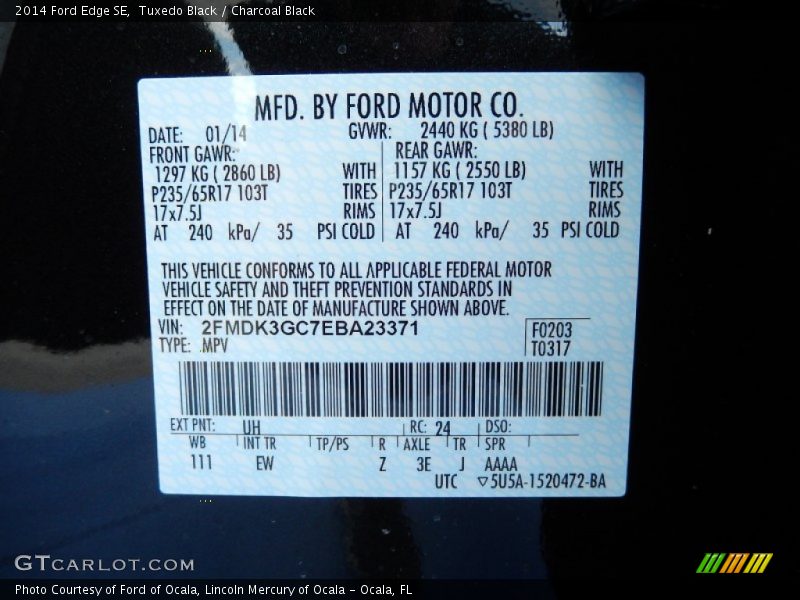 2014 Ford Edge SE, Tuxedo Black / Charcoal Black
MFD. BY FORD MOTOR CO.
DATE: 01/14 GVWR: 2440 KG ( 5380 LB)
FRONT GAWR: REAR GAWR:
1297 KG ( 2860 LB) WITH 1157 KG ( 2550 LB) WITH
P235/65R17 103T TIRES P235/65R17 103T TIRES
17x7.5J RIMS 17x7.5J RIMS
AT 240 kPa/ 35 PSI COLD AT 240 kPa/ 35 PSI COLD
THIS VEHICLE CONFORMS TO ALL APPLICABLE FEDERAL MOTOR
VEHICLE SAFETY AND THEFT PREVENTION STANDARDS IN
EFFECT ON THE DATE OF MANUFACTURE SHOWN ABOVE.
VIN: 2FMDK3GC7EBA23371 F0203
TYPE: MPV T0317
EXT PNT: UH RC: 24 DSO:
WB INT TR TP/PS R AXLE TR SPR
111 EW Z 3E J AAAA
UTC ▽5U5A-1520472-BA
GTCARLOT.COM
Photo Courtesy of Ford of Ocala, Lincoln Mercury of Ocala - Ocala, FL